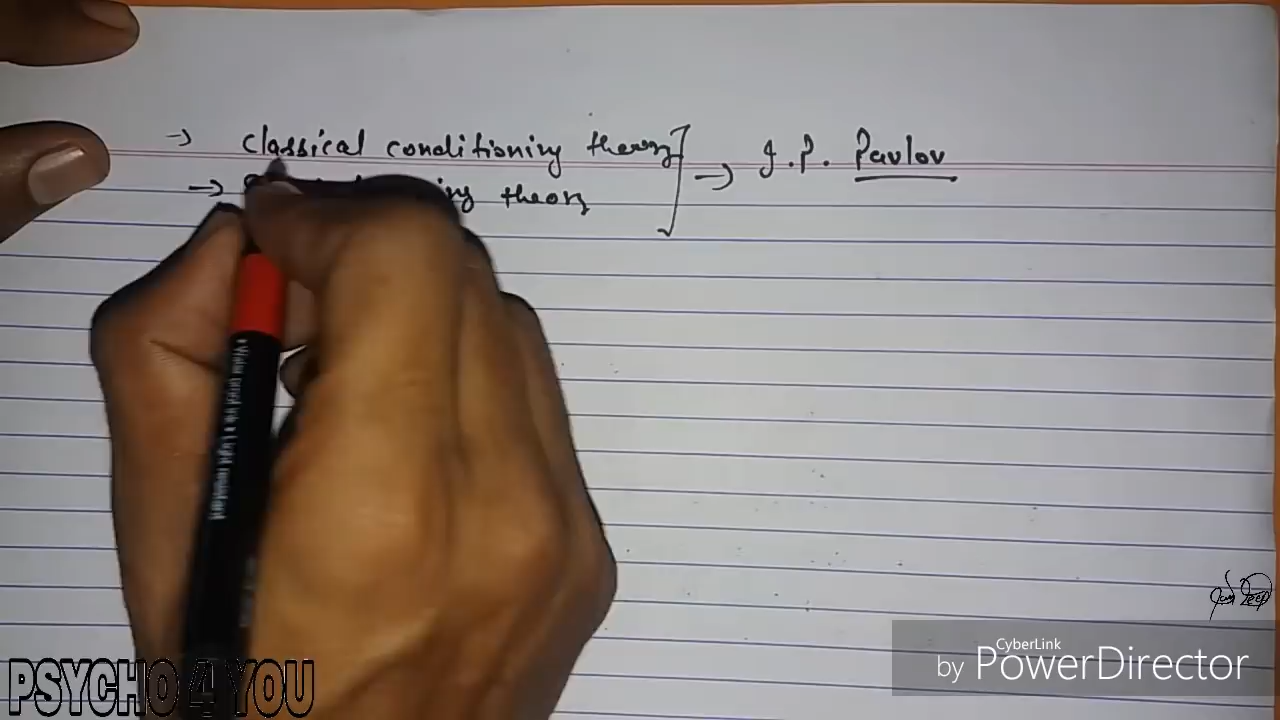 → Classical conditioning theory] → I.P. Pavlov
→ theory
PSYCHO 4 YOU
CyberLink
by PowerDirector